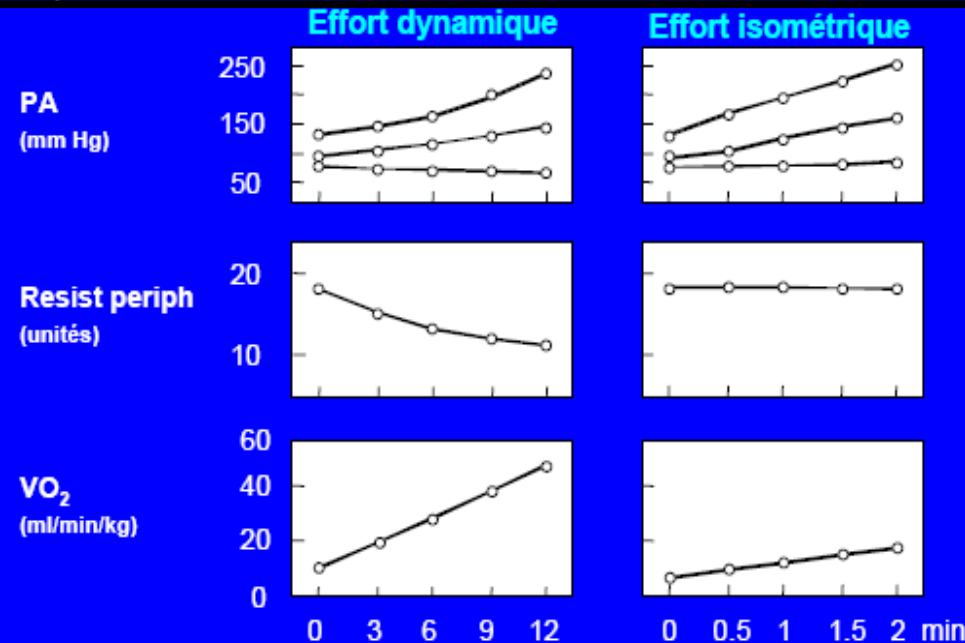 Effort dynamique
Effort isométrique
PA
(mm Hg)
250
150
50
Resist periph
(unités)
20
10
VO₂
(ml/min/kg)
60
40
20
0
0 3 6 9 12
0 0.5 1 1.5 2 min